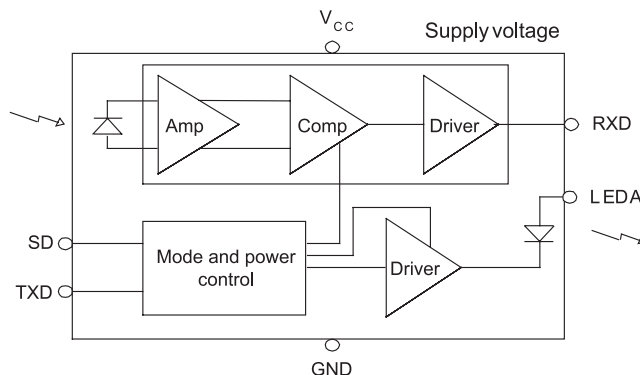 VCC
Supply voltage
Amp
Comp
Driver
RXD
LEDA
SD
Mode and power
control
Driver
TXD
GND